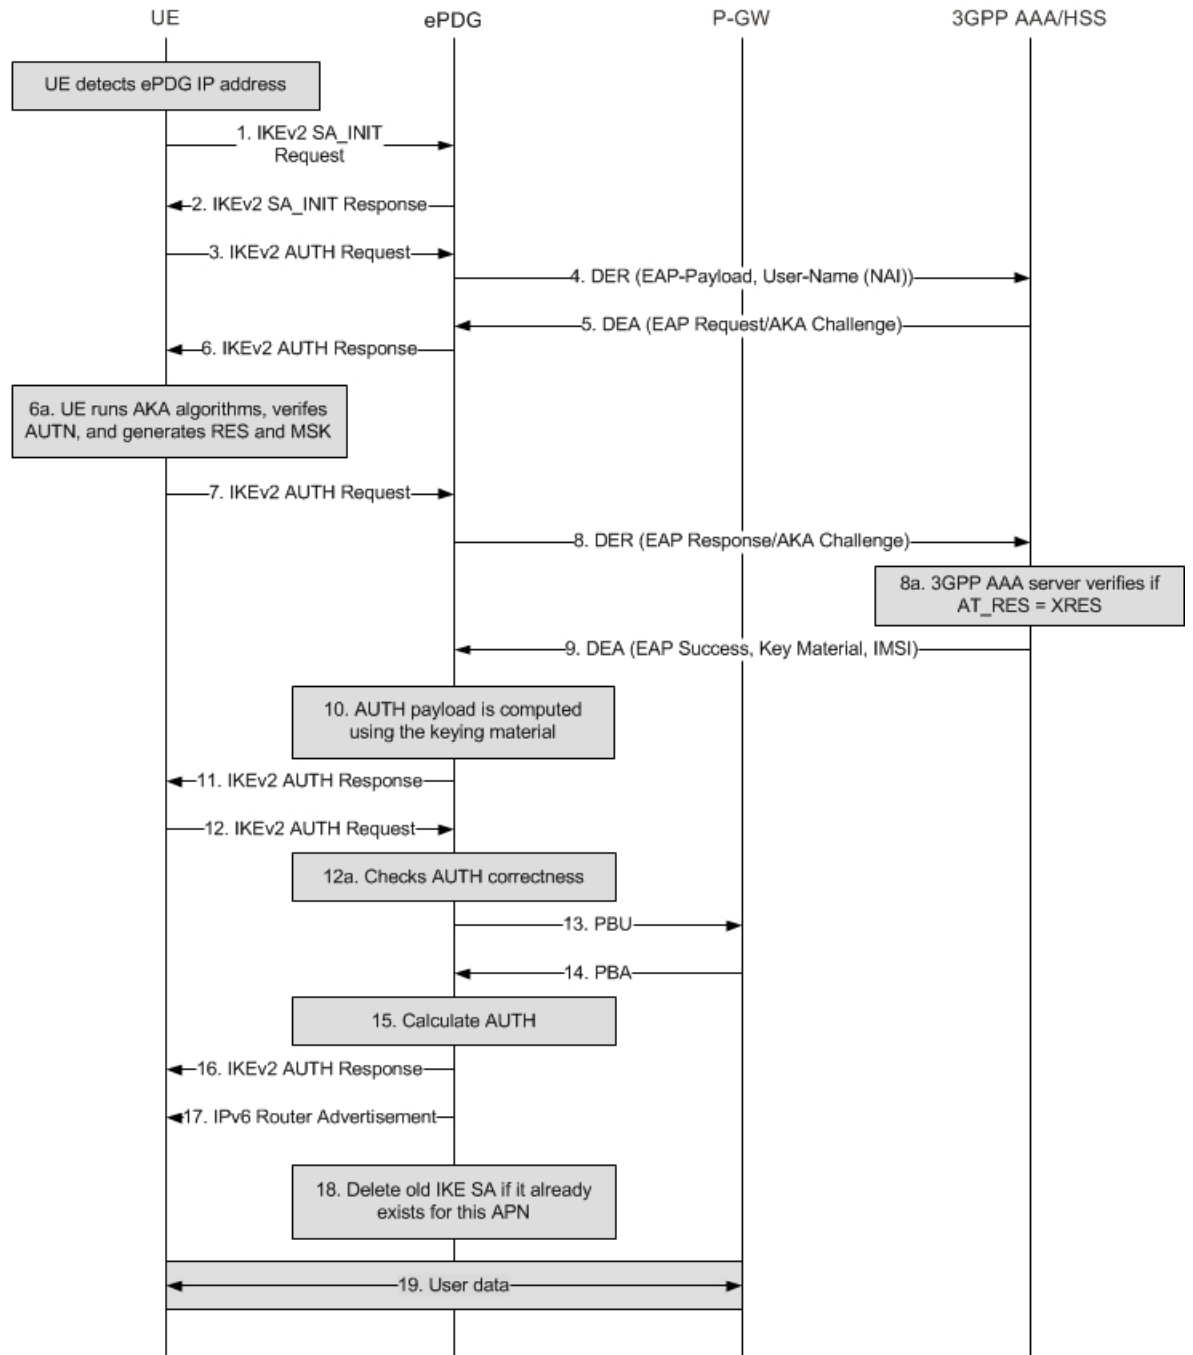 UE
ePDG
P-GW
3GPP AAA/HSS
UE detects ePDG IP address
1. IKEv2 SA_INIT
Request
2. IKEv2 SA_INIT Response
3. IKEv2 AUTH Request
4. DER (EAP-Payload, User-Name (NAI))
5. DEA (EAP Request/AKA Challenge)
6. IKEv2 AUTH Response
6a. UE runs AKA algorithms, verifes
AUTN, and generates RES and MSK
7. IKEv2 AUTH Request
8. DER (EAP Response/AKA Challenge)
8a. 3GPP AAA server verifies if
AT_RES = XRES
9. DEA (EAP Success, Key Material, IMSI)
10. AUTH payload is computed
using the keying material
11. IKEv2 AUTH Response
12. IKEv2 AUTH Request
12a. Checks AUTH correctness
13. PBU
14. PBA
15. Calculate AUTH
16. IKEv2 AUTH Response
17. IPv6 Router Advertisement
18. Delete old IKE SA if it already
exists for this APN
19. User data